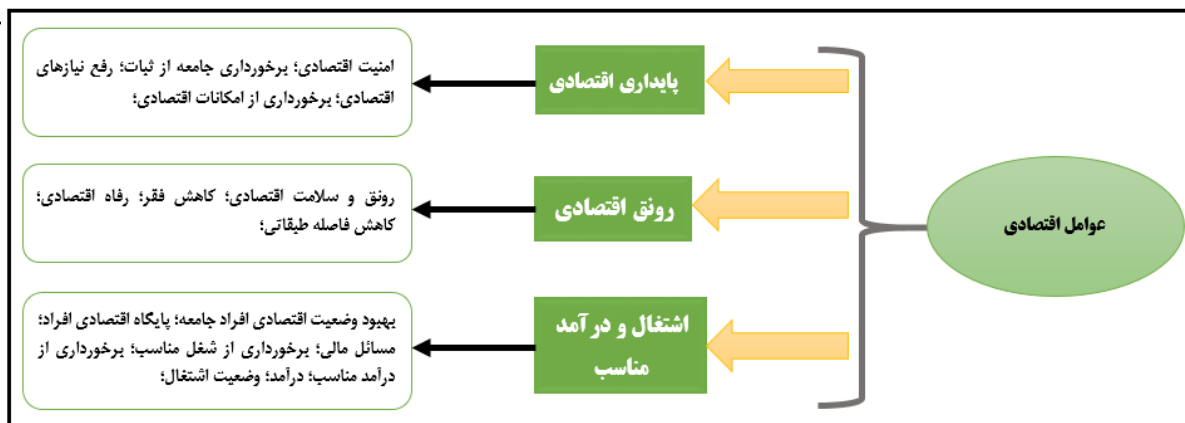 عوامل اقتصادی
پایداری اقتصادی
امنیت اقتصادی؛ برخورداری جامعه از ثبات؛ رفع نیازهای
اقتصادی؛ برخورداری از امکانات اقتصادی؛
رونق اقتصادی
رونق و سلامت اقتصادی؛ کاهش فقر؛ رفاه اقتصادی؛
کاهش فاصله طبقاتی؛
اشتغال و درآمد
مناسب
بهبود وضعیت اقتصادی افراد جامعه؛ پایگاه اقتصادی افراد؛
مسائل مالی؛ برخورداری از شغل مناسب؛ برخورداری از
درآمد مناسب؛ درآمد؛ وضعیت اشتغال؛